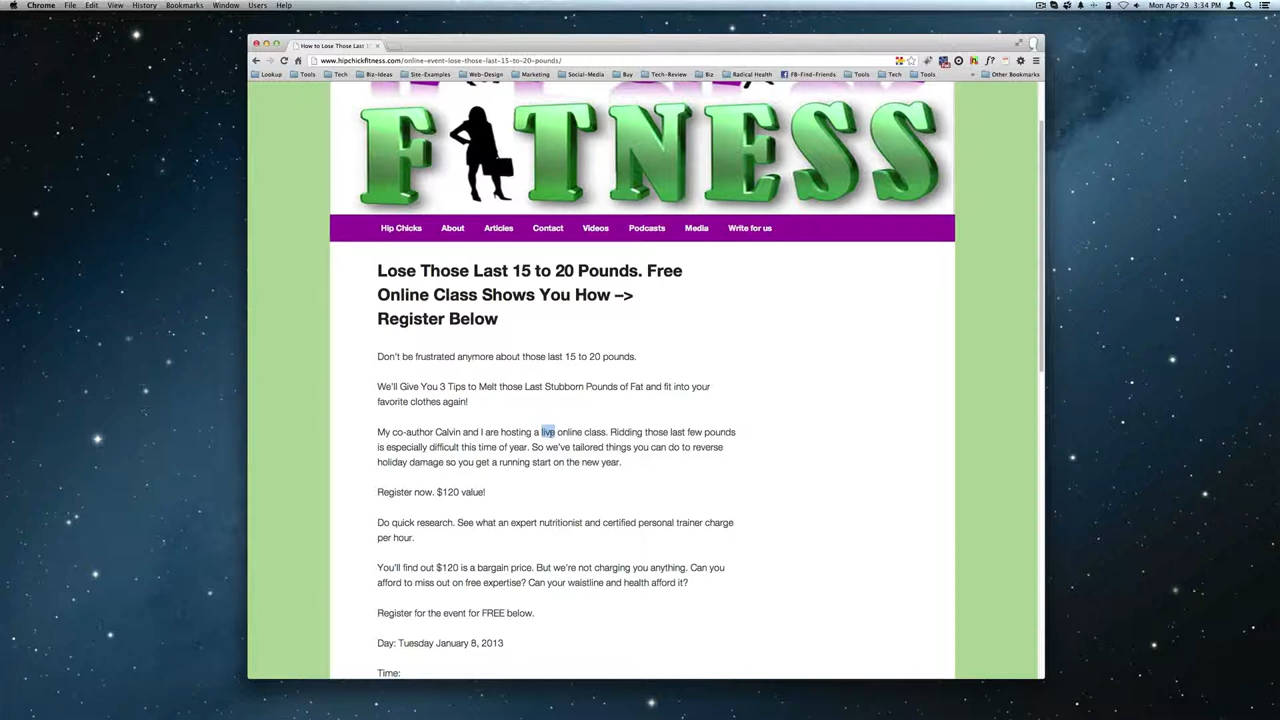 Chrome File Edit View History Bookmarks Window Users Help Mon Apr 29 3:34 PM
How to Lose Those Last 1
www.hipchickfitness.com/online-event-lose-those-last-15-to-20-pounds/
Lookup Tools Tech Biz-Ideas Site-Examples Web-Design Marketing Social-Media Buy Tech-Review Biz Radical Health FB-Find-Friends Tools Tech Tools » Other Bookmarks
FITNESS
Hip Chicks About Articles Contact Videos Podcasts Media Write for us
Lose Those Last 15 to 20 Pounds. Free
Online Class Shows You How –>
Register Below
Don't be frustrated anymore about those last 15 to 20 pounds.
We'll Give You 3 Tips to Melt those Last Stubborn Pounds of Fat and fit into your
favorite clothes again!
My co-author Calvin and I are hosting a live online class. Ridding those last few pounds
is especially difficult this time of year. So we've tailored things you can do to reverse
holiday damage so you get a running start on the new year.
Register now. $120 value!
Do quick research. See what an expert nutritionist and certified personal trainer charge
per hour.
You'll find out $120 is a bargain price. But we're not charging you anything. Can you
afford to miss out on free expertise? Can your waistline and health afford it?
Register for the event for FREE below.
Day: Tuesday January 8, 2013
Time: